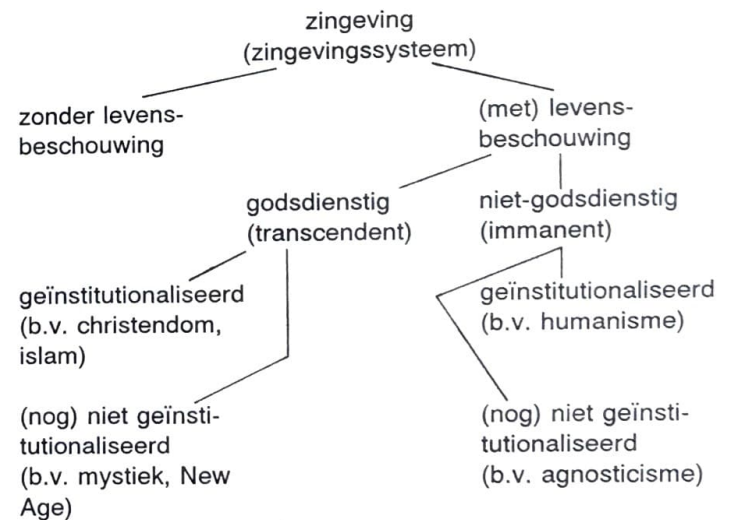 zingeving
(zingevingssysteem)
zonder levens-
beschouwing
(met) levens-
beschouwing
godsdienstig
(transcendent)
niet-godsdienstig
(immanent)
geïnstitutionaliseerd
(b.v. christendom,
islam)
geïnstitutionaliseerd
(b.v. humanisme)
(nog) niet geïnsti-
tutionaliseerd
(b.v. mystiek, New
Age)
(nog) niet geïnsti-
tutionaliseerd
(b.v. agnosticisme)